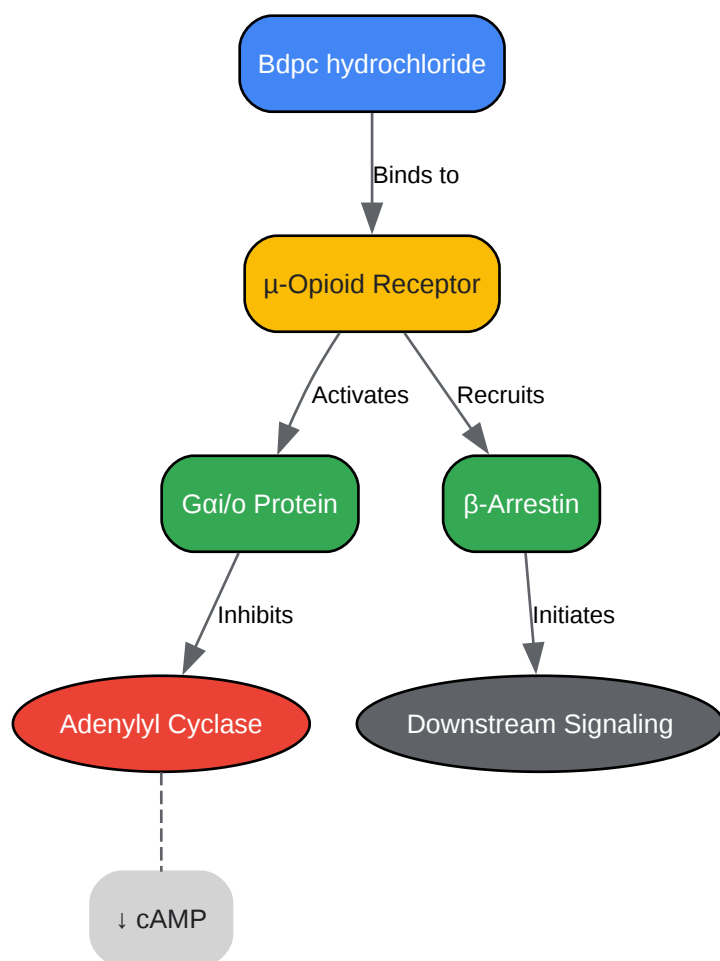 Bdpc hydrochloride
Binds to
µ-Opioid Receptor
Activates
Recruits
Gαi/o Protein
β-Arrestin
Inhibits
Initiates
Adenylyl Cyclase
Downstream Signaling
↓ cAMP